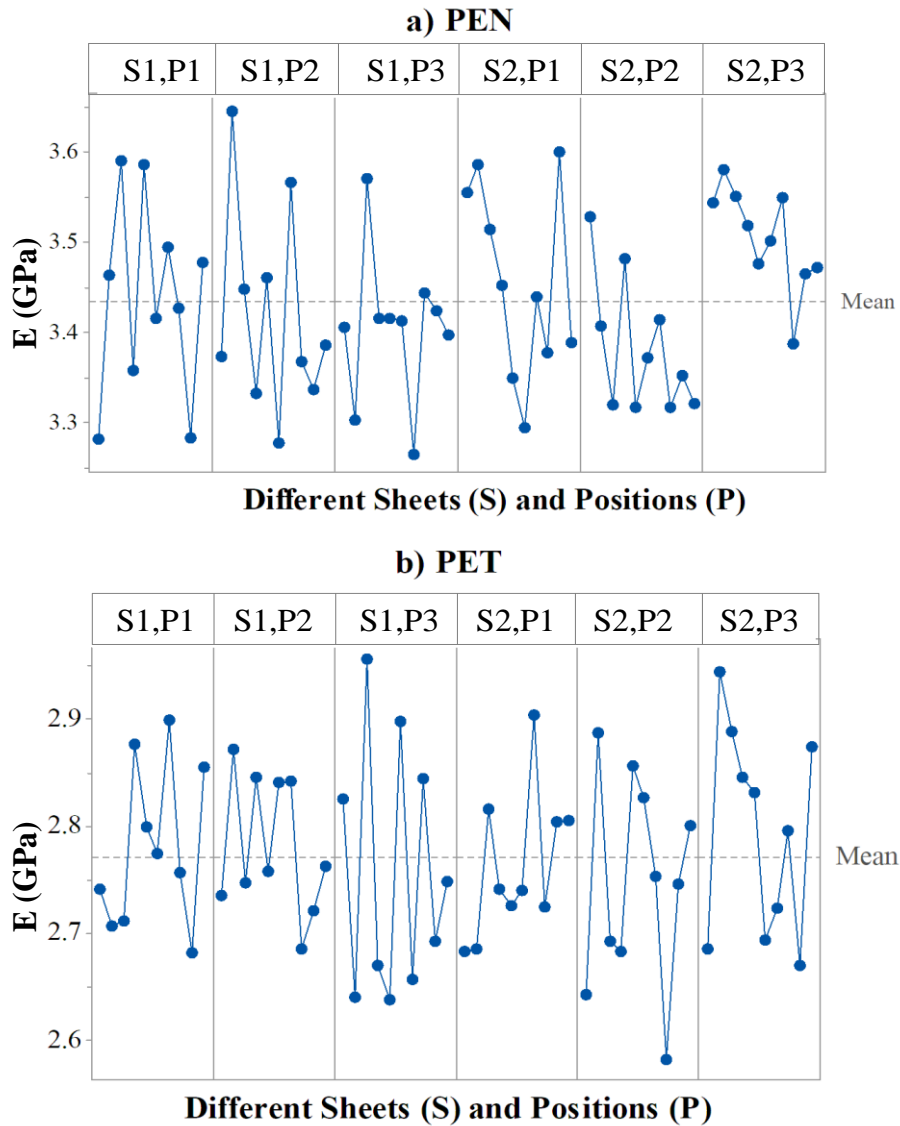 a) PEN
S1,P1 S1,P2 S1,P3 S2,P1 S2,P2 S2,P3
3.6
3.5
3.4
3.3
E (GPa)
Mean
Different Sheets (S) and Positions (P)
b) PET
S1,P1 S1,P2 S1,P3 S2,P1 S2,P2 S2,P3
2.9
2.8
2.7
2.6
E (GPa)
Mean
Different Sheets (S) and Positions (P)